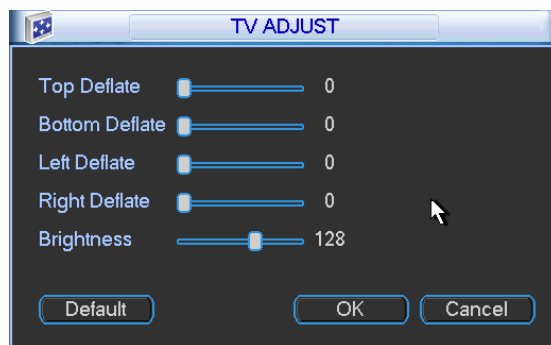 TV ADJUST
Top Deflate 0
Bottom Deflate 0
Left Deflate 0
Right Deflate 0
Brightness 128
Default OK Cancel